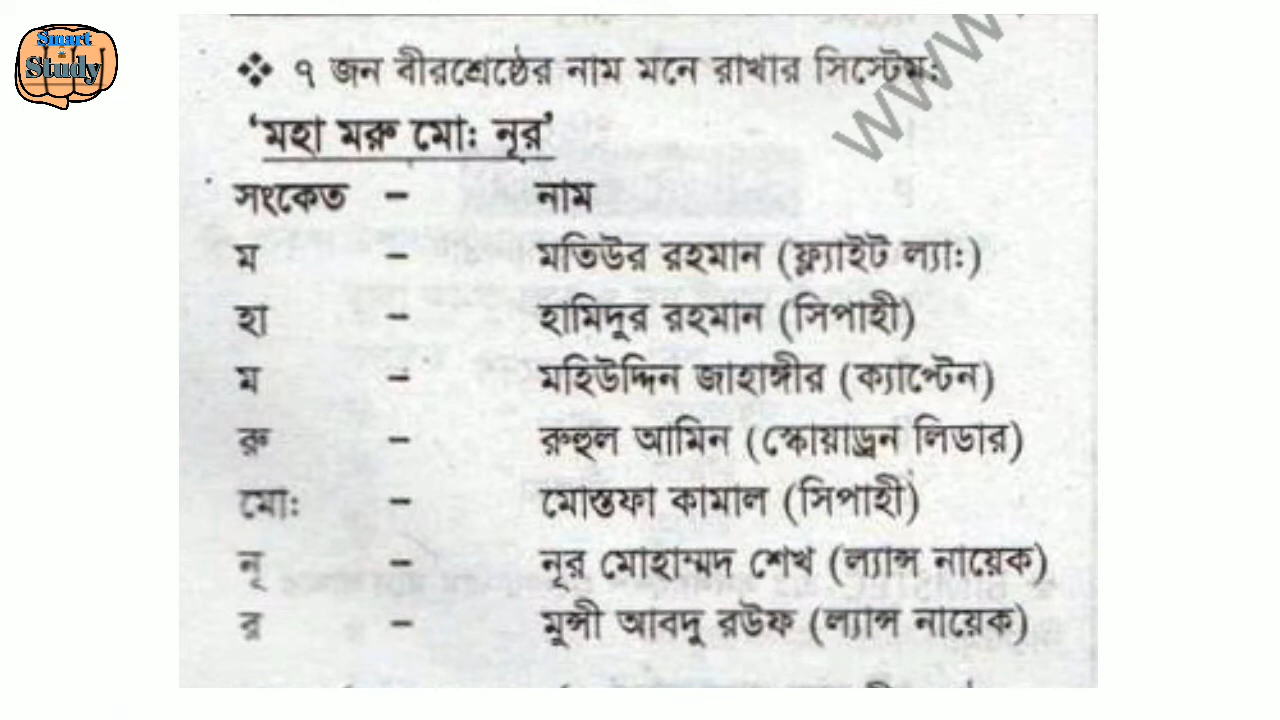 Smart
Study
www.
❖ ৭ জন বীরশ্রেষ্ঠের নাম মনে রাখার সিস্টেম:
‘মহা মরু মোঃ নূর’
সংকেত – নাম
ম – মতিউর রহমান (ফ্ল্যাইট ল্যাঃ)
হা – হামিদুর রহমান (সিপাহী)
ম – মহিউদ্দিন জাহাঙ্গীর (ক্যাপ্টেন)
রু – রুহুল আমিন (স্কোয়াড্রন লিডার)
মোঃ – মোস্তফা কামাল (সিপাহী)
নূ – নূর মোহাম্মদ শেখ (ল্যান্স নায়েক)
র – মুন্সী আবদু রউফ (ল্যান্স নায়েক)